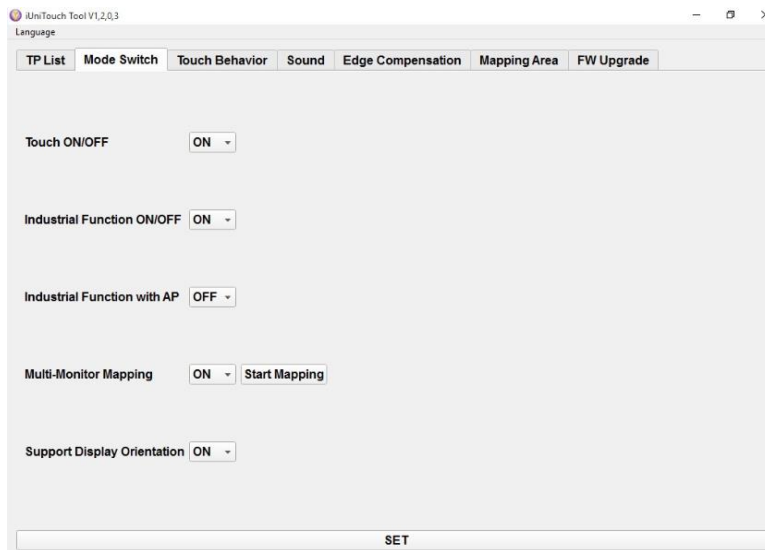 iUniTouch Tool V1,2,0,3
Language
TP List Mode Switch Touch Behavior Sound Edge Compensation Mapping Area FW Upgrade
Touch ON/OFF ON
Industrial Function ON/OFF ON
Industrial Function with AP OFF
Multi-Monitor Mapping ON Start Mapping
Support Display Orientation ON
SET